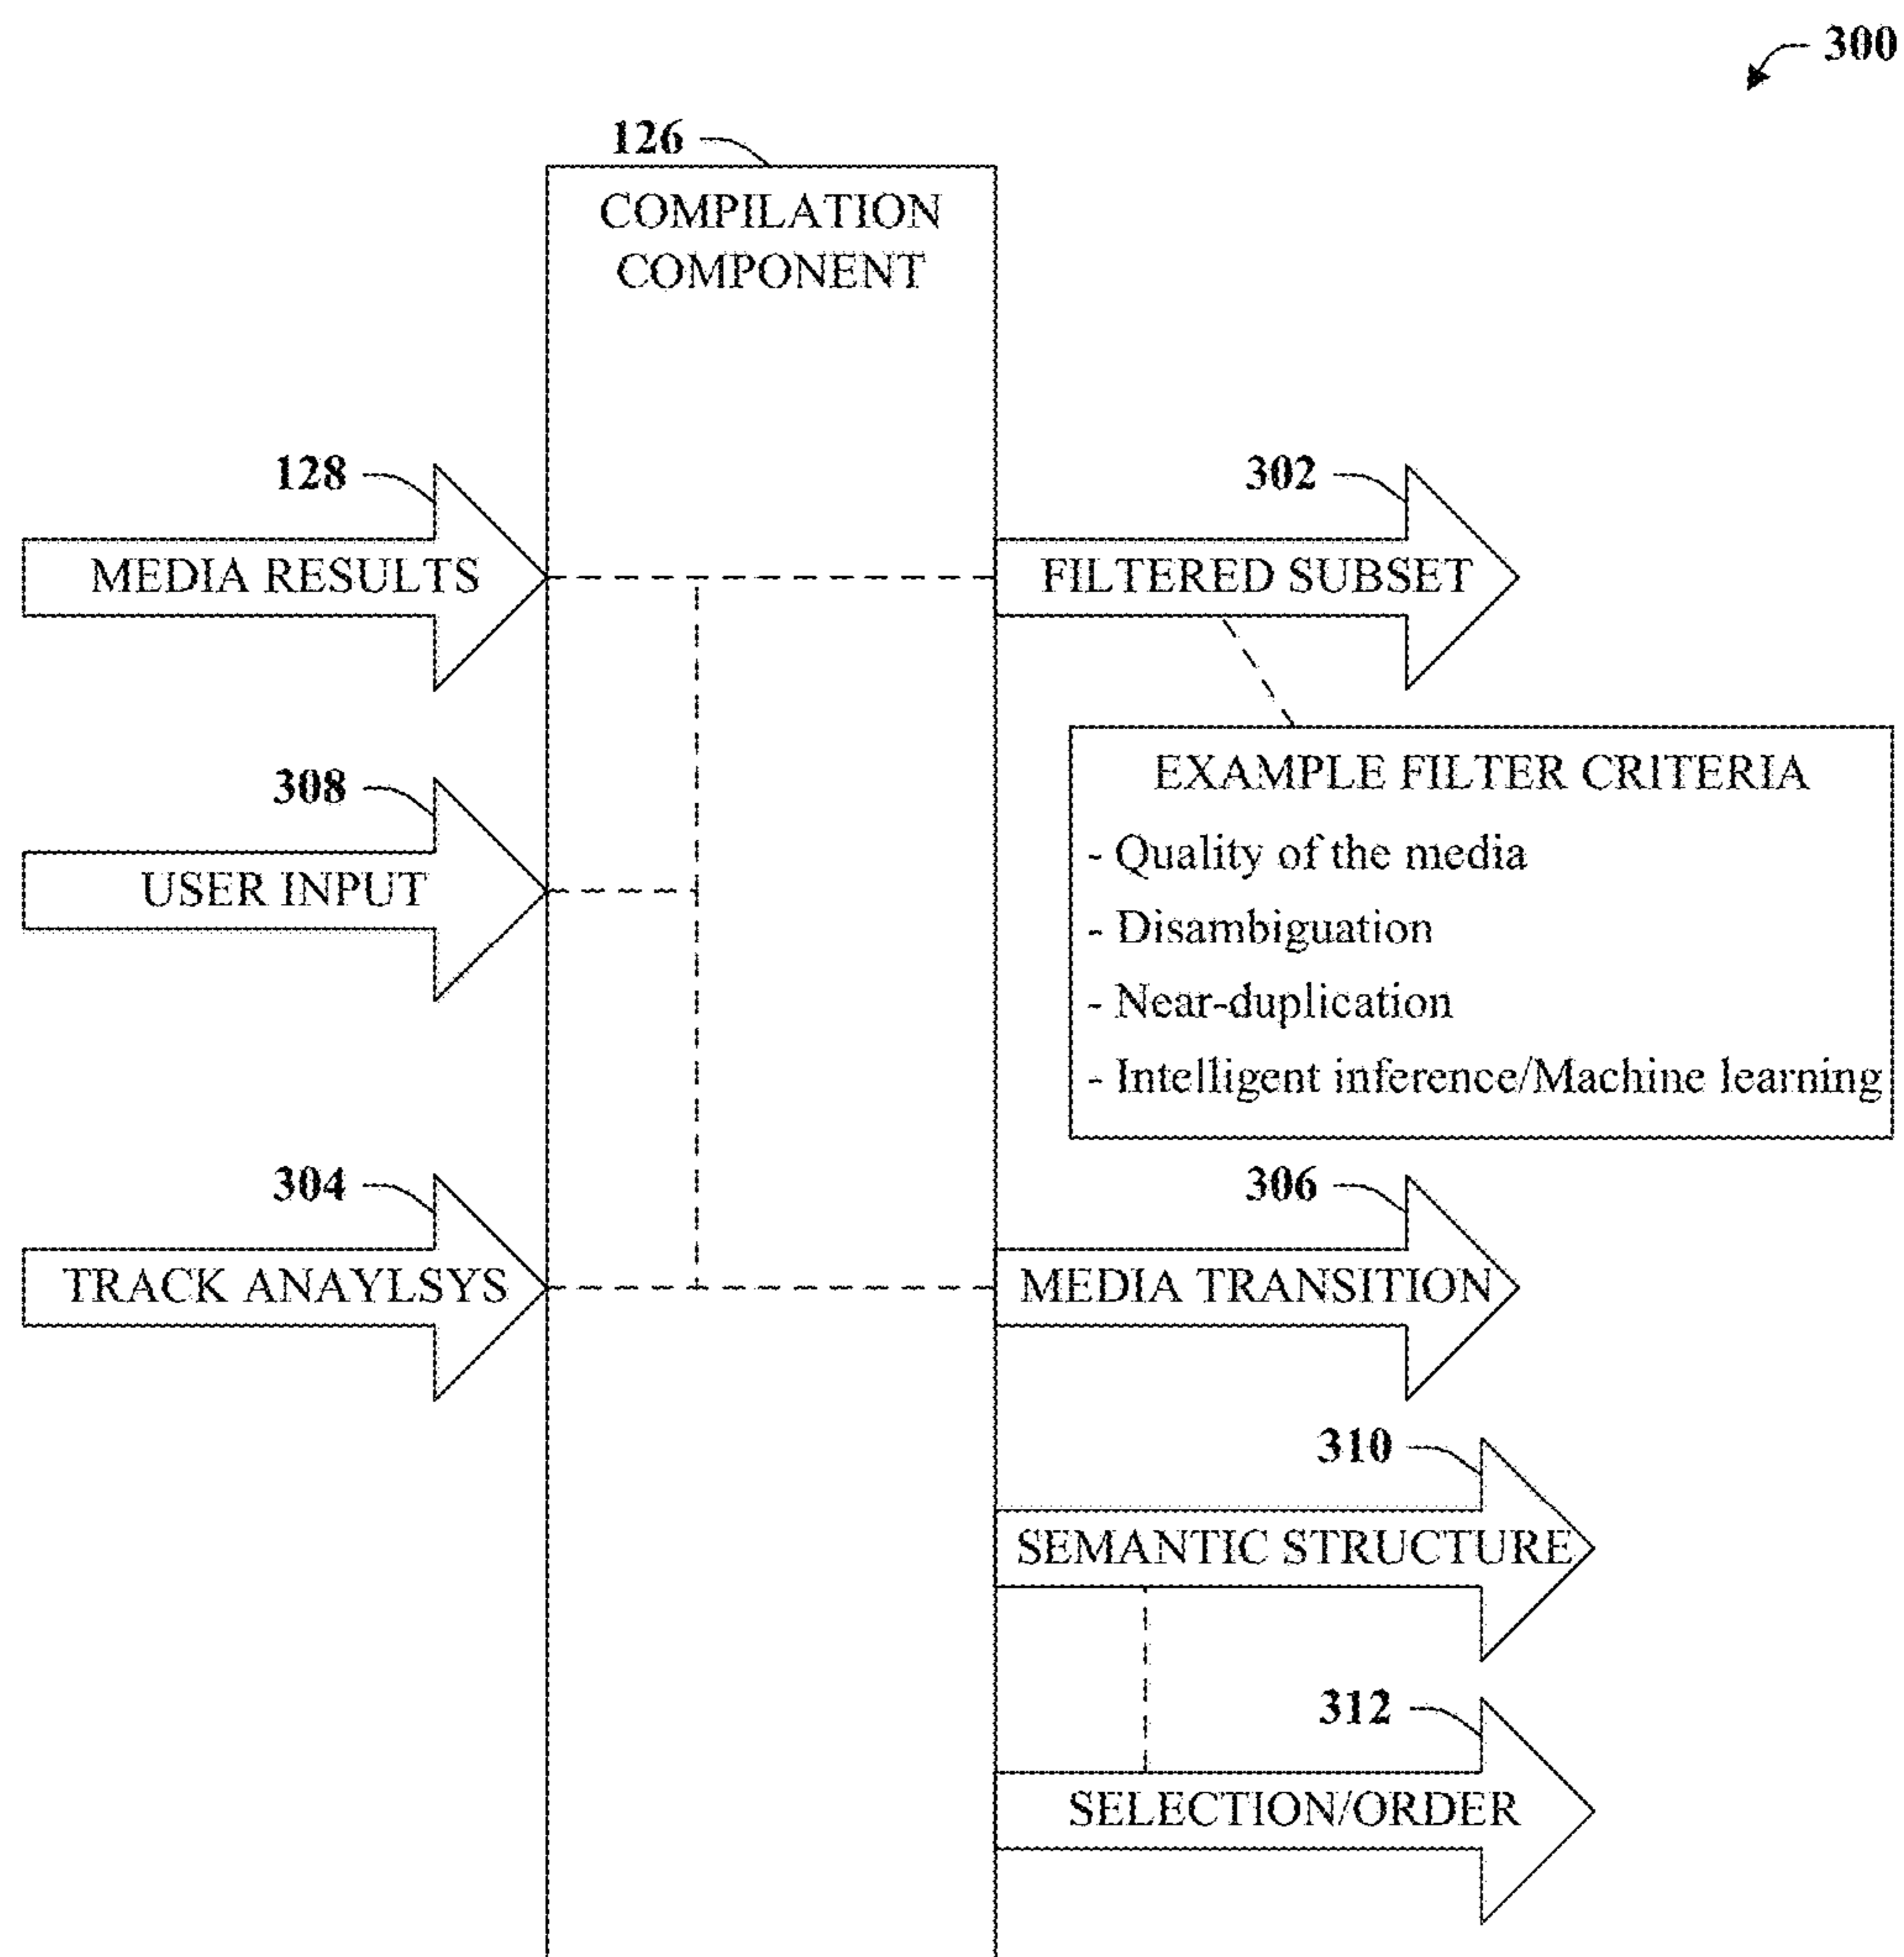 300
126
COMPILATION
COMPONENT
128
MEDIA RESULTS
302
FILTERED SUBSET
308
USER INPUT
EXAMPLE FILTER CRITERIA
- Quality of the media
- Disambiguation
- Near-duplication
- Intelligent inference/Machine learning
304
TRACK ANAYLSYS
306
MEDIA TRANSITION
310
SEMANTIC STRUCTURE
312
SELECTION/ORDER